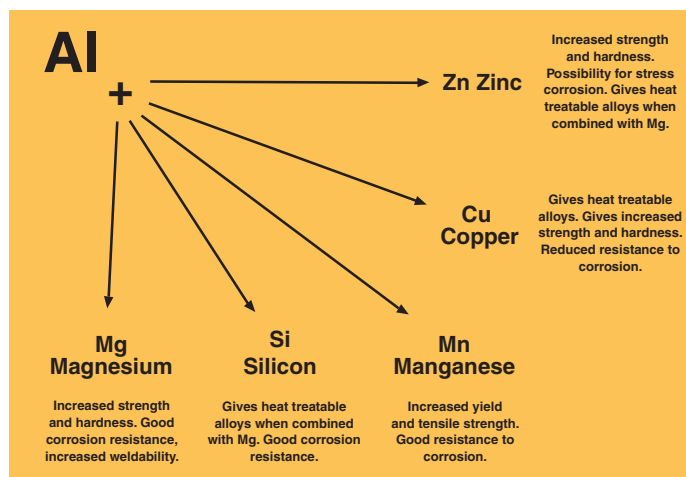 Al
+
Zn Zinc
Increased strength
and hardness.
Possibility for stress
corrosion. Gives heat
treatable alloys when
combined with Mg.
Cu
Copper
Gives heat treatable
alloys. Gives increased
strength and hardness.
Reduced resistance to
corrosion.
Mg
Magnesium
Increased strength
and hardness. Good
corrosion resistance,
increased weldability.
Si
Silicon
Gives heat treatable
alloys when combined
with Mg. Good corrosion
resistance.
Mn
Manganese
Increased yield
and tensile strength.
Good resistance to
corrosion.